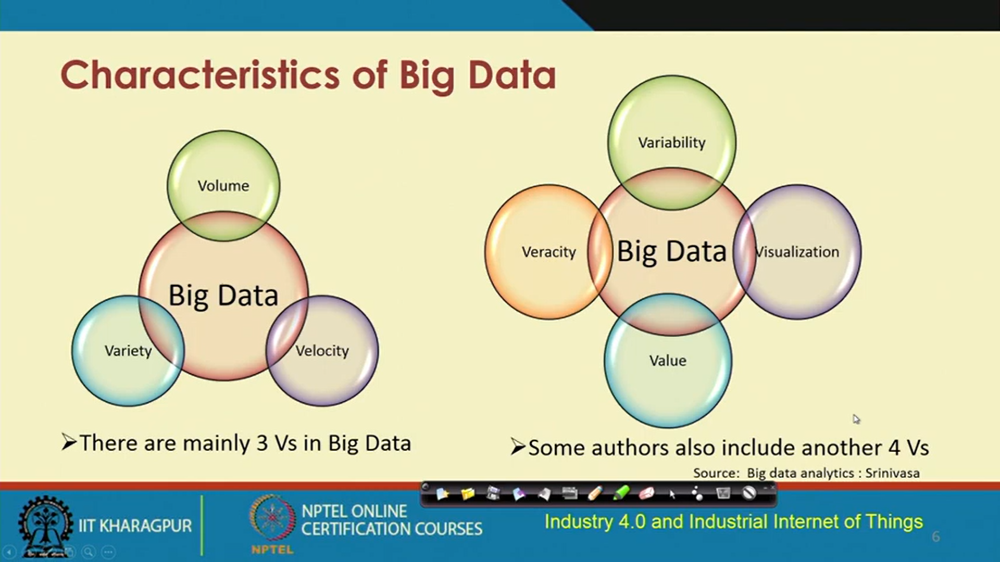 Characteristics of Big Data
Volume
Big Data
Variety
Velocity
➢There are mainly 3 Vs in Big Data
Variability
Veracity
Big Data
Visualization
Value
➢Some authors also include another 4 Vs
Source: Big data analytics : Srinivasa
IIT KHARAGPUR
NPTEL
NPTEL ONLINE
CERTIFICATION COURSES
Industry 4.0 and Industrial Internet of Things
6